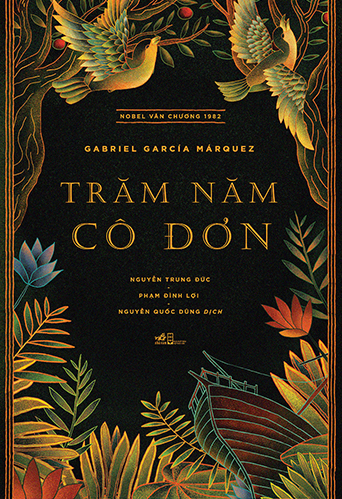 NOBEL VĂN CHƯƠNG 1982
GABRIEL GARCÍA MÁRQUEZ
TRĂM NĂM
CÔ ĐƠN
NGUYỄN TRUNG ĐỨC
PHẠM ĐÌNH LỢI
NGUYỄN QUỐC DŨNG DỊCH